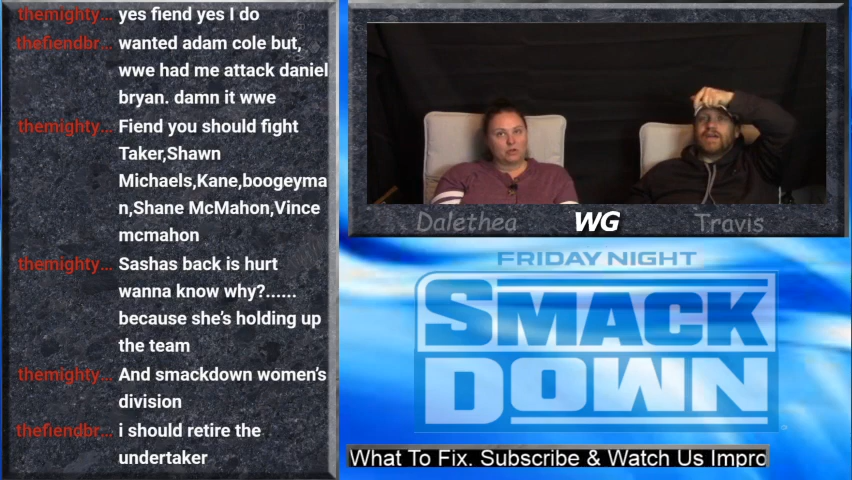 themighty... yes fiend yes I do
thefiendbr... wanted adam cole but,
wwe had me attack daniel
bryan. damn it wwe
themighty... Fiend you should fight
Taker,Shawn
Michaels,Kane,boogeyma
n,Shane McMahon,Vince
mcmahon
themighty... Sashas back is hurt
wanna know why?......
because she's holding up
the team
themighty... And smackdown women's
division
thefiendbr... i should retire the
undertaker
Dalethea WG Travis
FRIDAY NIGHT
SMACK
DOWN
What To Fix. Subscribe & Watch Us Impro